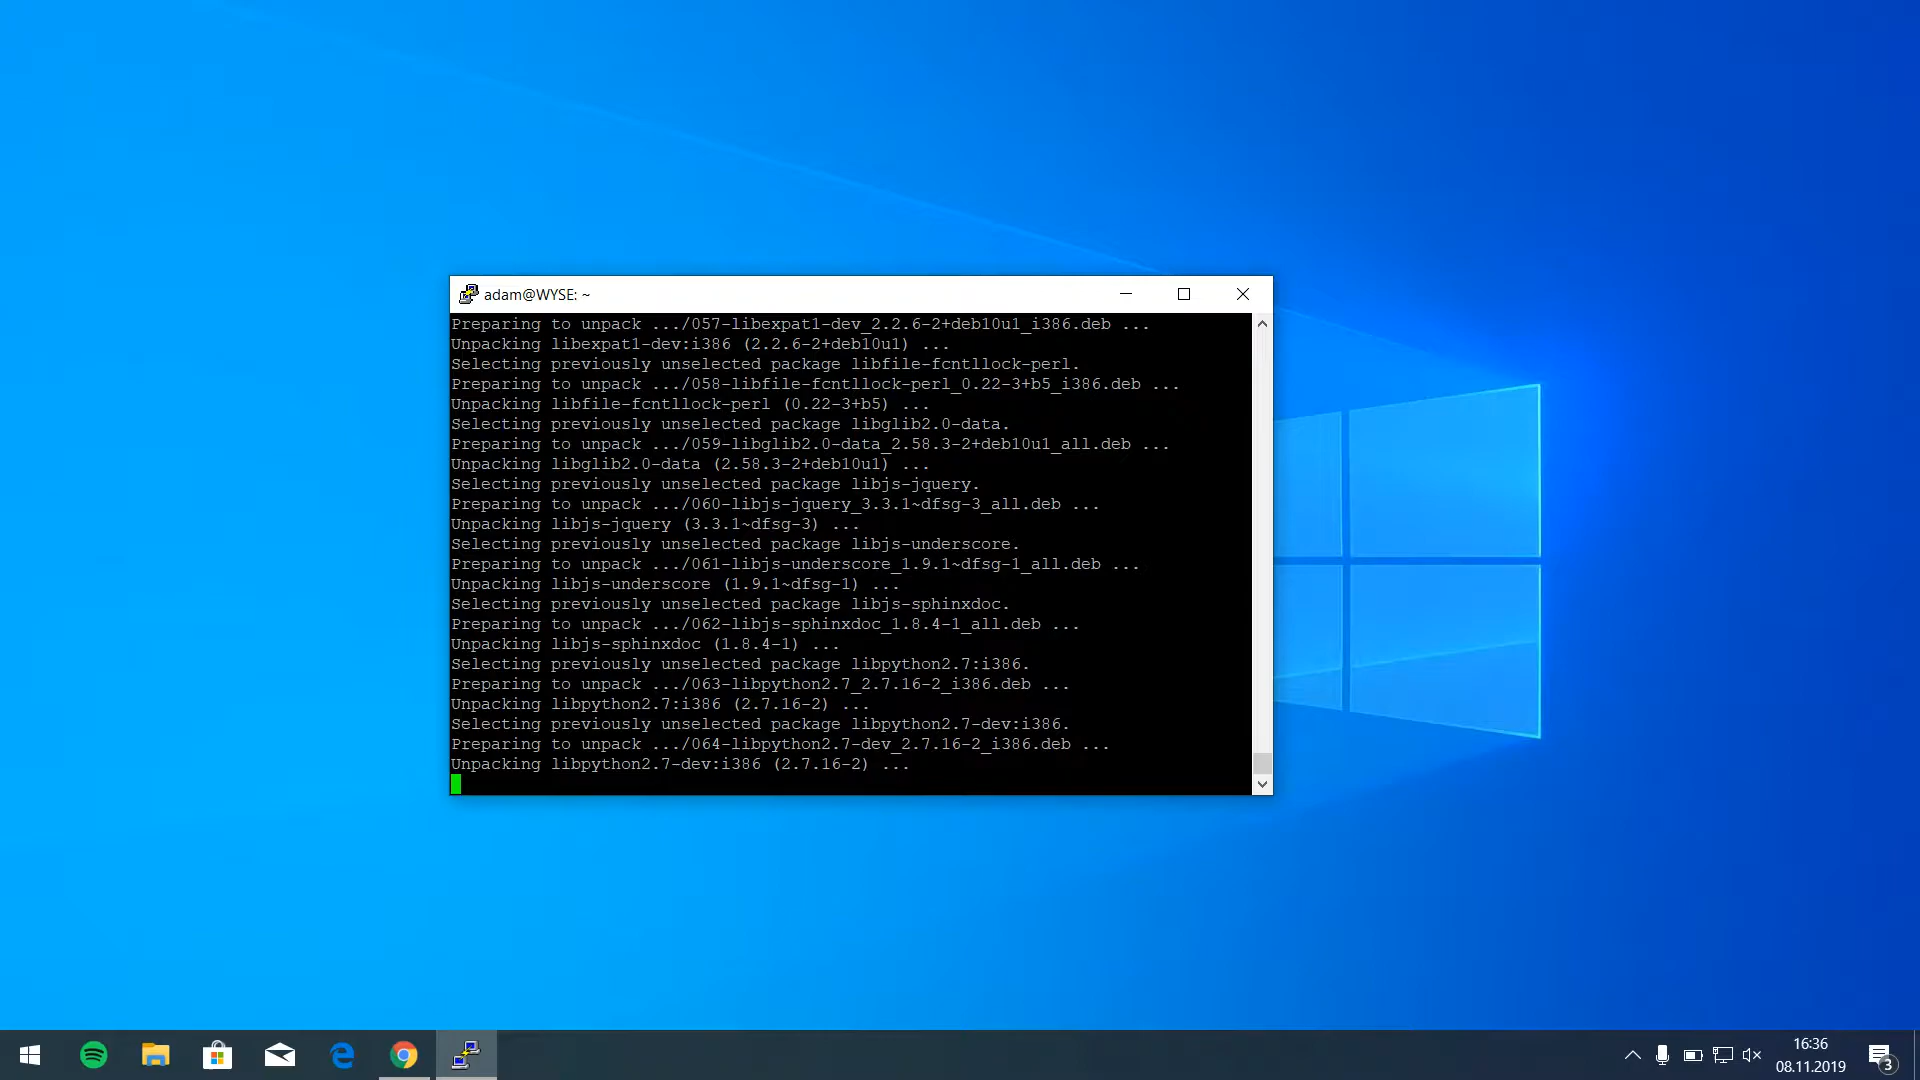 adam@WYSE: ~
Preparing to unpack .../057-libexpat1-dev_2.2.6-2+deb10u1_i386.deb ...
Unpacking libexpat1-dev:i386 (2.2.6-2+deb10u1) ...
Selecting previously unselected package libfile-fcntllock-perl.
Preparing to unpack .../058-libfile-fcntllock-perl_0.22-3+b5_i386.deb ...
Unpacking libfile-fcntllock-perl (0.22-3+b5) ...
Selecting previously unselected package libglib2.0-data.
Preparing to unpack .../059-libglib2.0-data_2.58.3-2+deb10u1_all.deb ...
Unpacking libglib2.0-data (2.58.3-2+deb10u1) ...
Selecting previously unselected package libjs-jquery.
Preparing to unpack .../060-libjs-jquery_3.3.1~dfsg-3_all.deb ...
Unpacking libjs-jquery (3.3.1~dfsg-3) ...
Selecting previously unselected package libjs-underscore.
Preparing to unpack .../061-libjs-underscore_1.9.1~dfsg-1_all.deb ...
Unpacking libjs-underscore (1.9.1~dfsg-1) ...
Selecting previously unselected package libjs-sphinxdoc.
Preparing to unpack .../062-libjs-sphinxdoc_1.8.4-1_all.deb ...
Unpacking libjs-sphinxdoc (1.8.4-1) ...
Selecting previously unselected package libpython2.7:i386.
Preparing to unpack .../063-libpython2.7_2.7.16-2_i386.deb ...
Unpacking libpython2.7:i386 (2.7.16-2) ...
Selecting previously unselected package libpython2.7-dev:i386.
Preparing to unpack .../064-libpython2.7-dev_2.7.16-2_i386.deb ...
Unpacking libpython2.7-dev:i386 (2.7.16-2) ...
16:36
08.11.2019
3